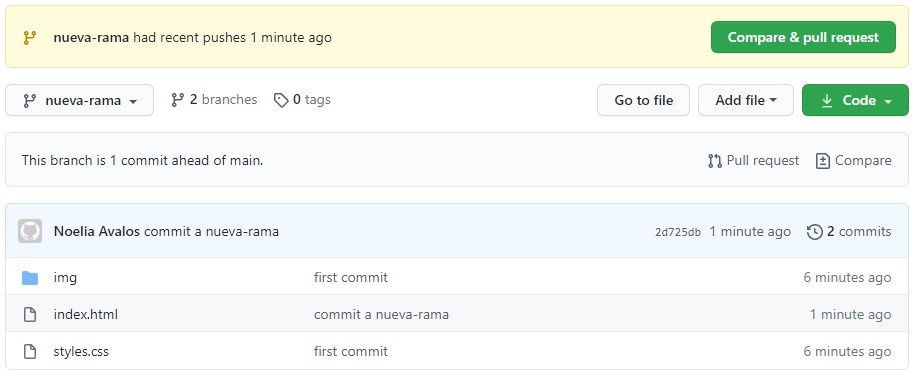 nueva-rama had recent pushes 1 minute ago Compare & pull request
nueva-rama 2 branches 0 tags Go to file Add file Code
This branch is 1 commit ahead of main. Pull request Compare
Noelia Avalos commit a nueva-rama 2d725db 1 minute ago 2 commits
img first commit 6 minutes ago
index.html commit a nueva-rama 1 minute ago
styles.css first commit 6 minutes ago